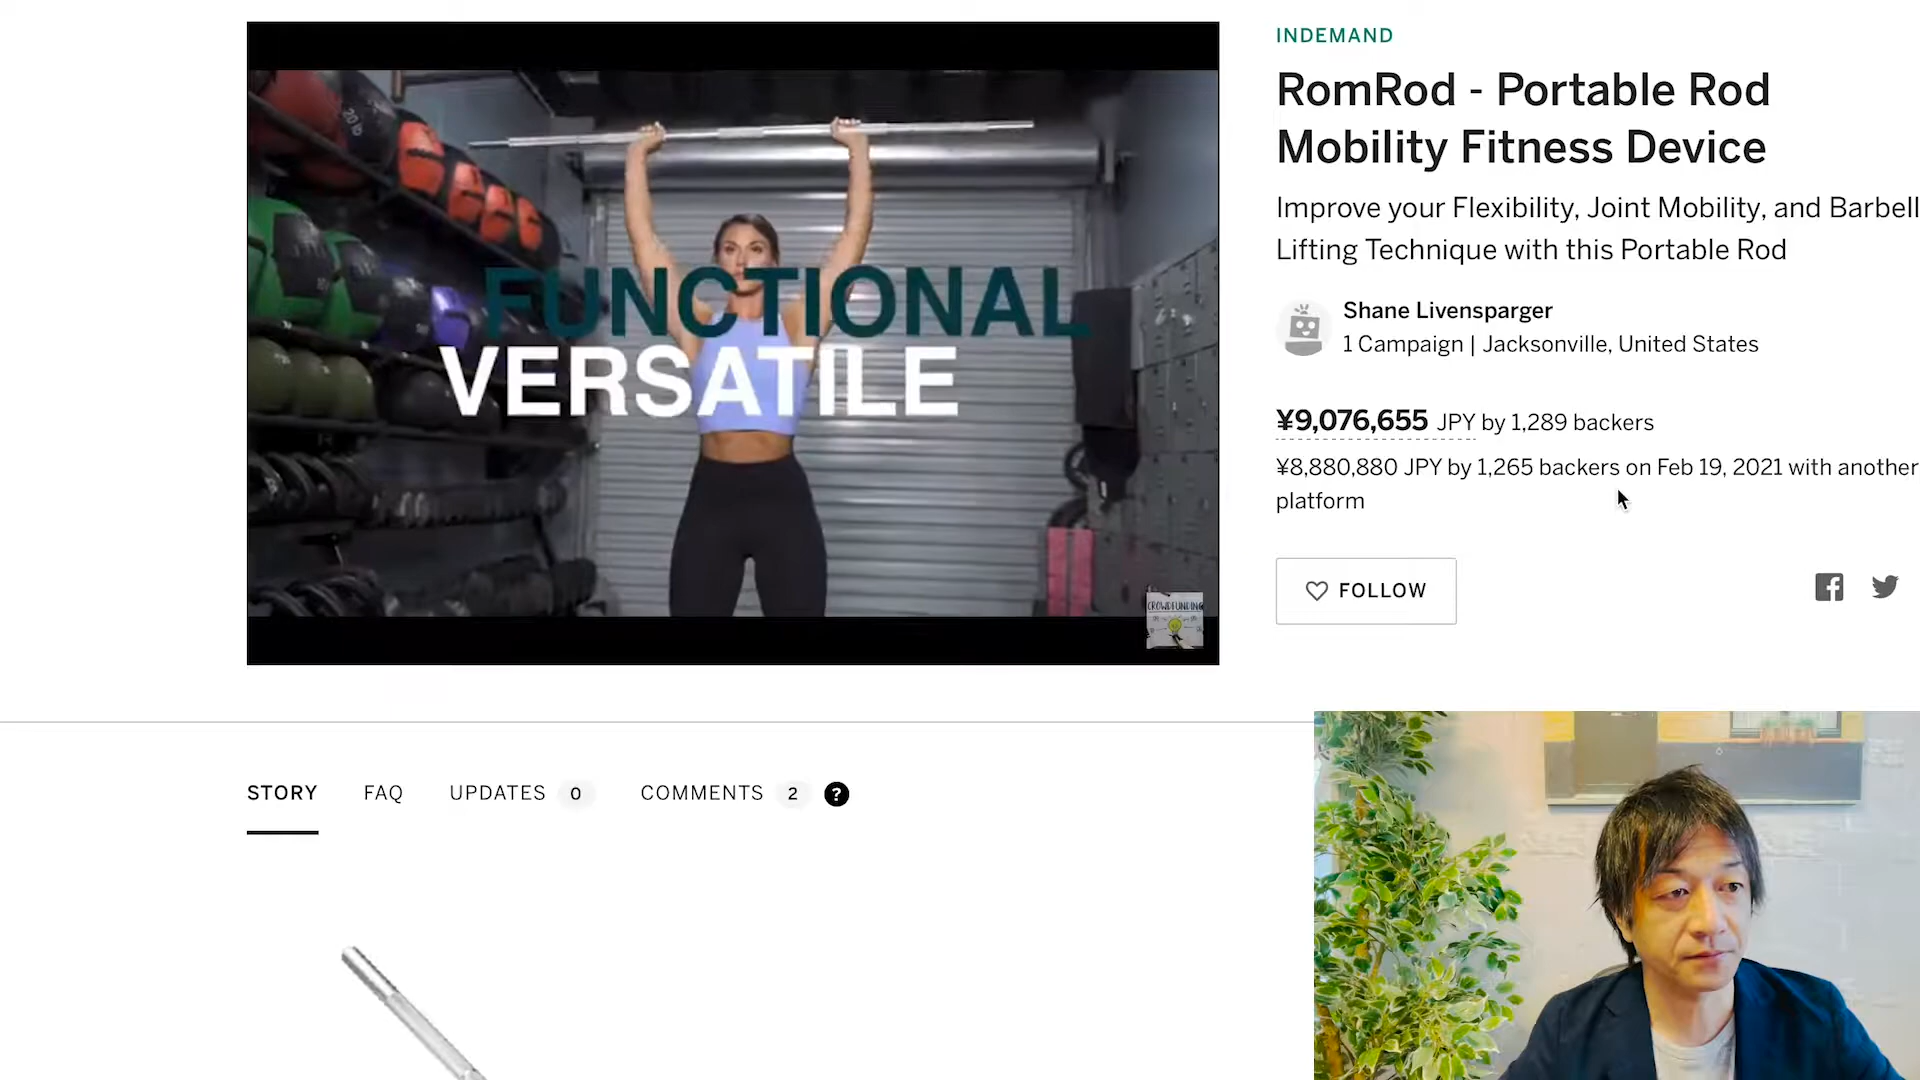 20 lb
FUNCTIONAL
VERSATILE
CROWDFUNDING
INDEMAND
RomRod - Portable Rod
Mobility Fitness Device
Improve your Flexibility, Joint Mobility, and Barbell
Lifting Technique with this Portable Rod
Shane Livensparger
1 Campaign | Jacksonville, United States
¥9,076,655 JPY by 1,289 backers
¥8,880,880 JPY by 1,265 backers on Feb 19, 2021 with another
platform
FOLLOW
STORY FAQ UPDATES 0 COMMENTS 2 ?